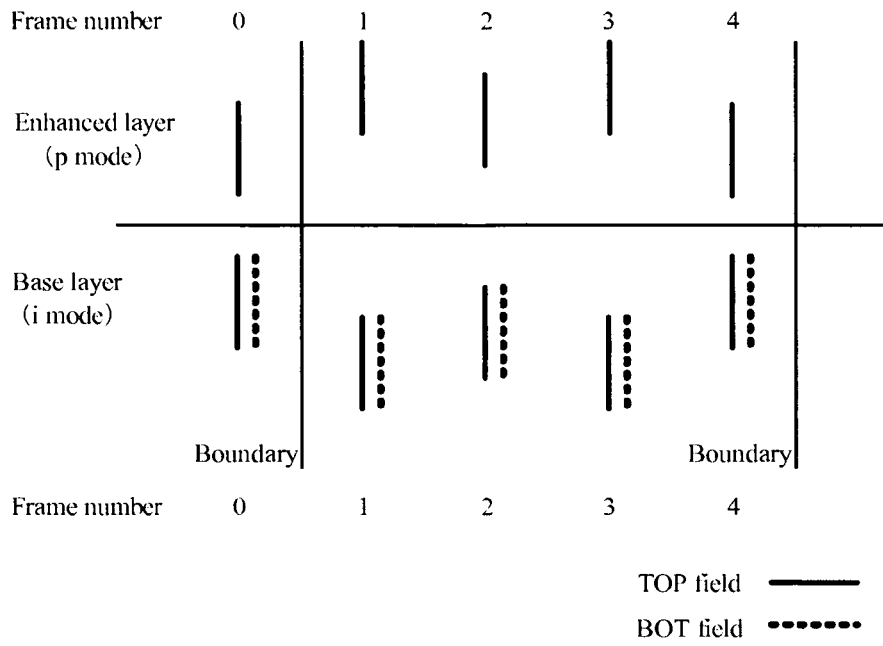 Frame number 0 1 2 3 4
Enhanced layer
(p mode)
Base layer
(i mode)
Boundary Boundary
Frame number 0 1 2 3 4
TOP field
BOT field